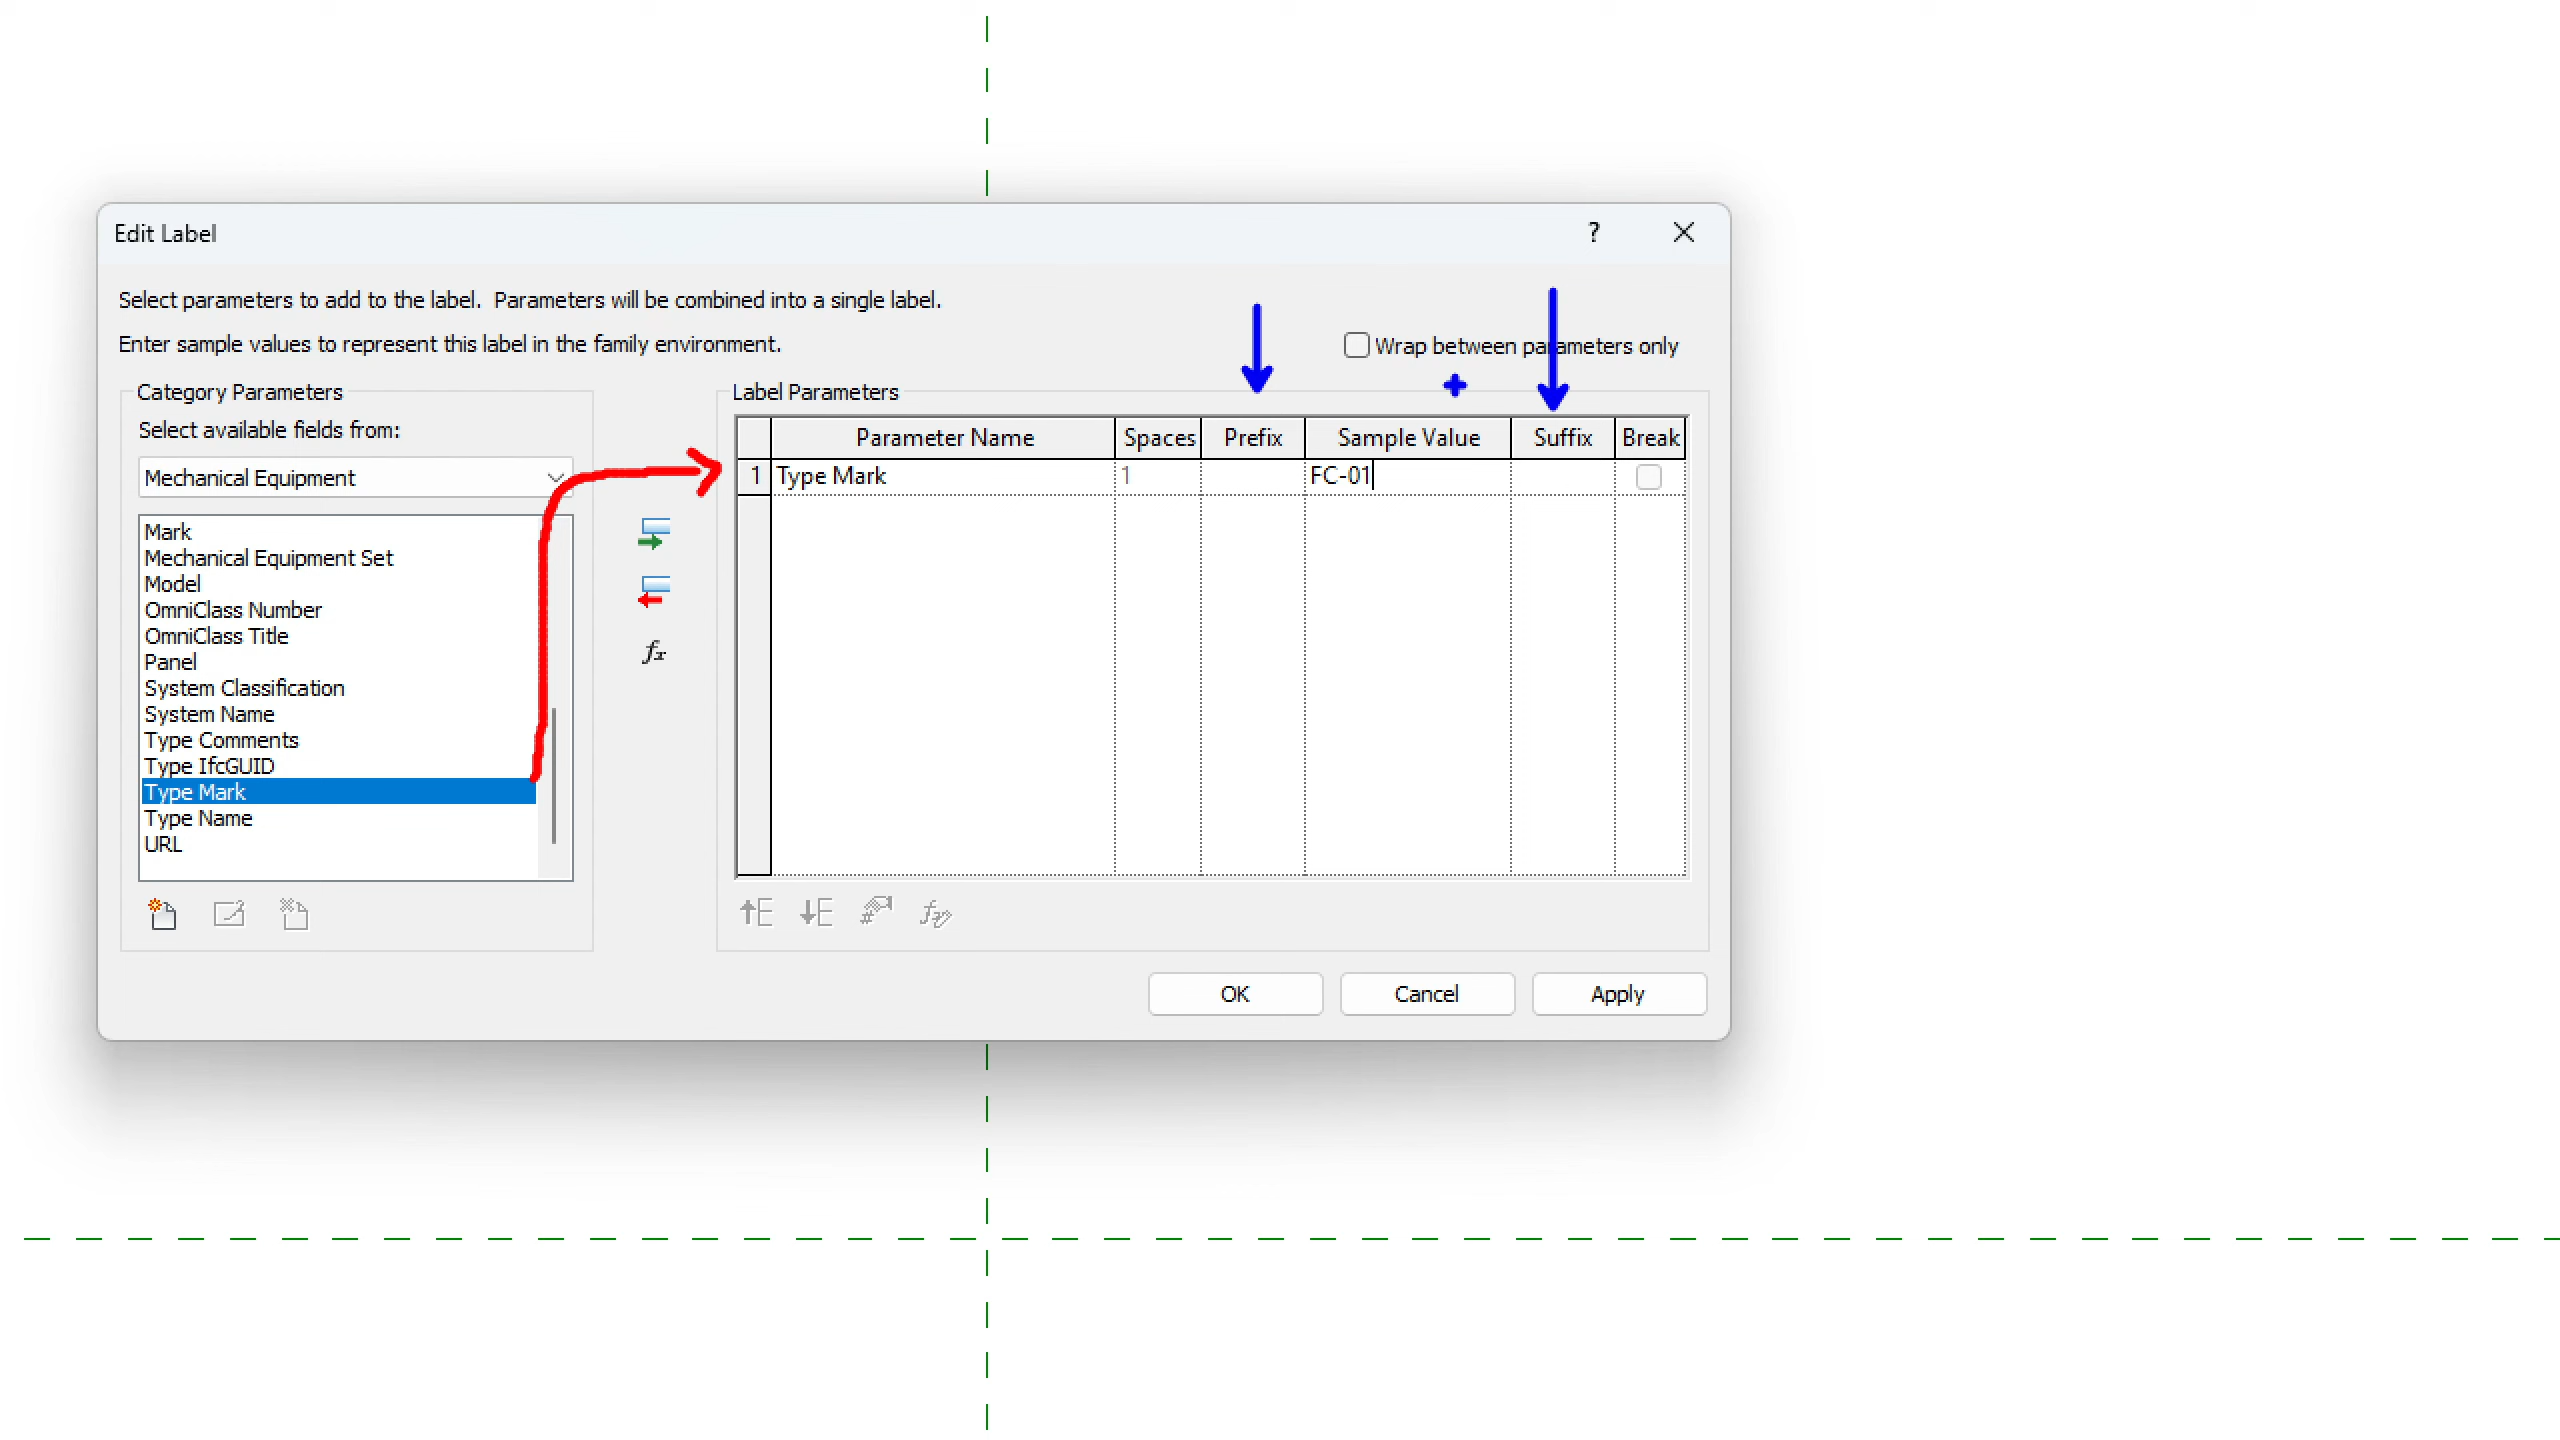 Edit Label
?
Select parameters to add to the label.  Parameters will be combined into a single label.
Enter sample values to represent this label in the family environment.
Wrap between parameters only
Category Parameters
Select available fields from:
Mechanical Equipment
Mark
Mechanical Equipment Set
Model
OmniClass Number
OmniClass Title
Panel
System Classification
System Name
Type Comments
Type IfcGUID
Type Mark
Type Name
URL
fx
Label Parameters
Parameter Name Spaces Prefix Sample Value Suffix Break
1 Type Mark 1 FC-01
OK Cancel Apply